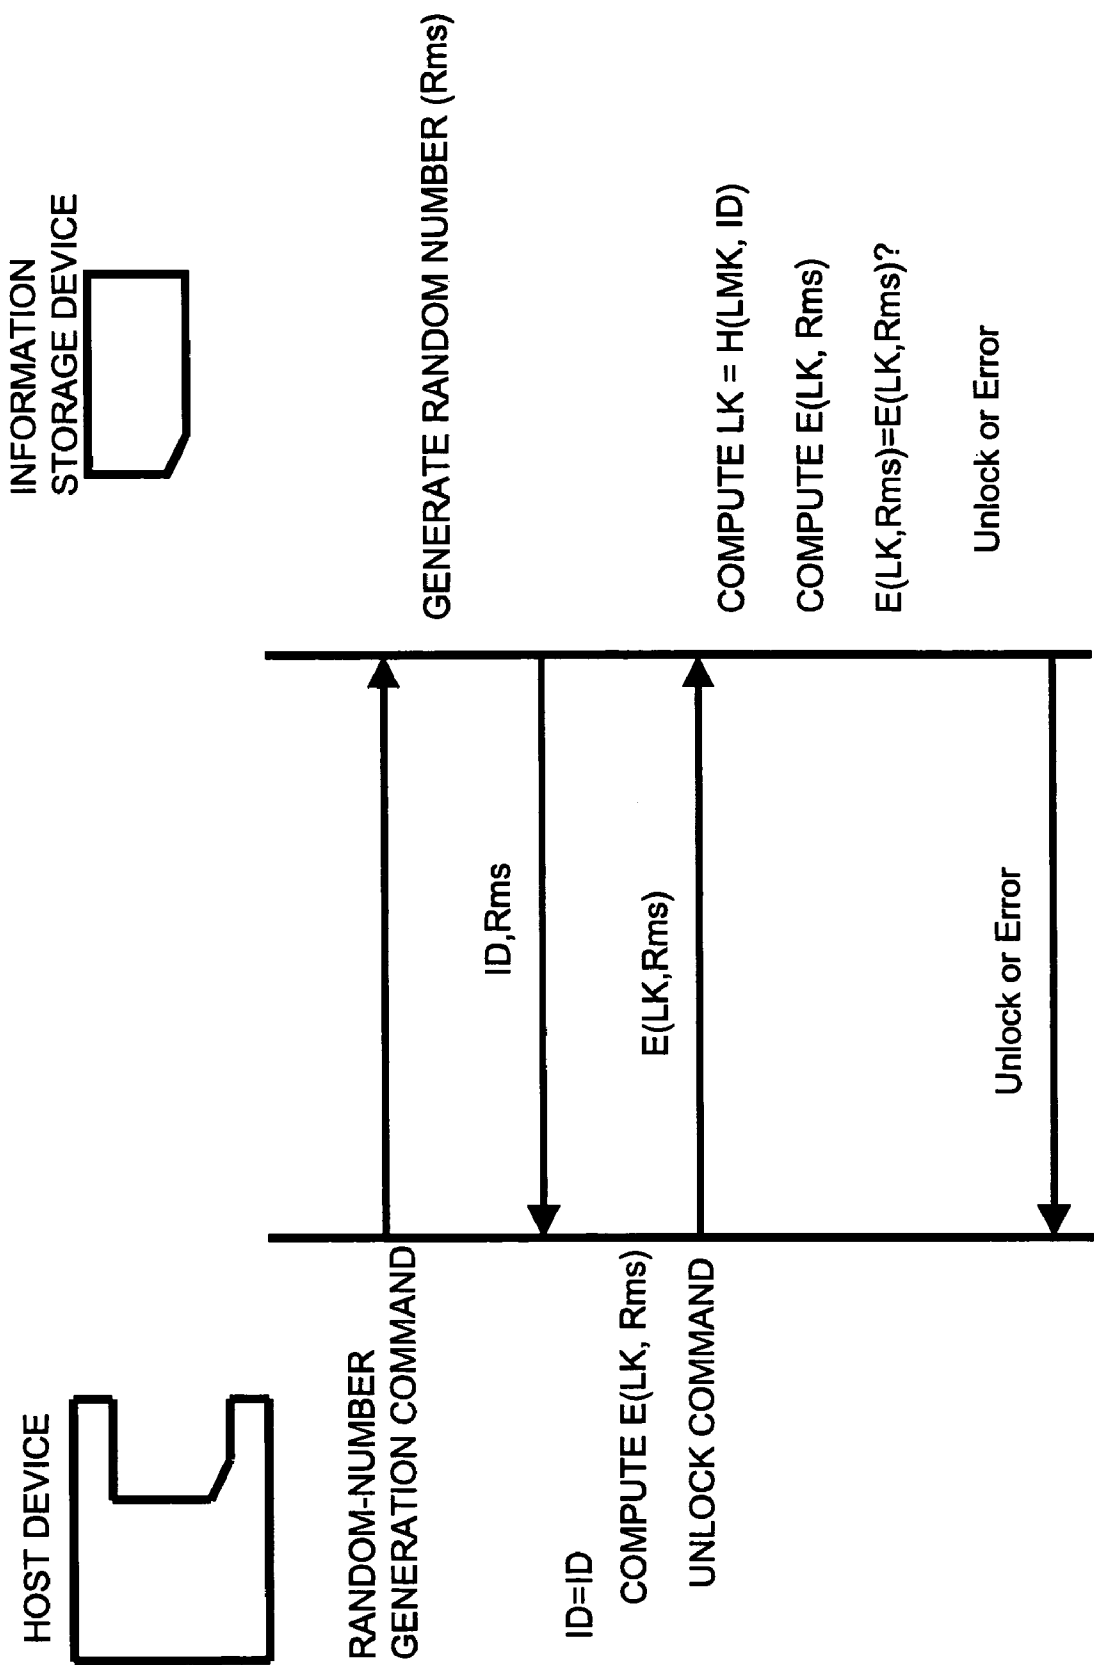 HOST DEVICE
INFORMATION
STORAGE DEVICE
RANDOM-NUMBER
GENERATION COMMAND
GENERATE RANDOM NUMBER (Rms)
ID,Rms
ID=ID
COMPUTE E(LK, Rms)
E(LK,Rms)
UNLOCK COMMAND
COMPUTE LK = H(LMK, ID)
COMPUTE E(LK, Rms)
E(LK,Rms)=E(LK,Rms)?
Unlock or Error
Unlock or Error